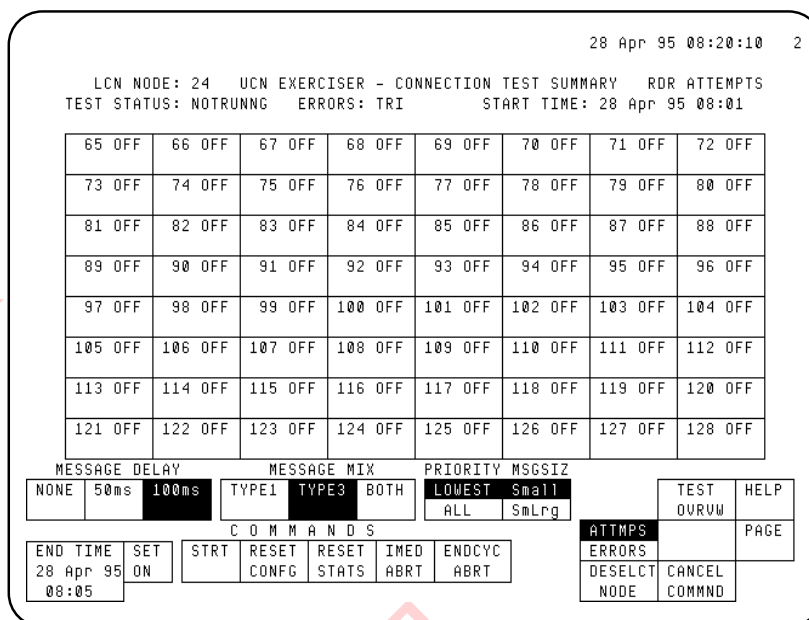 28 Apr 95 08:20:10 2
LCN NODE: 24 UCN EXERCISER - CONNECTION TEST SUMMARY RDR ATTEMPTS
TEST STATUS: NOTRUNNG ERRORS: TRI START TIME: 28 Apr 95 08:01
65 OFF 66 OFF 67 OFF 68 OFF 69 OFF 70 OFF 71 OFF 72 OFF
73 OFF 74 OFF 75 OFF 76 OFF 77 OFF 78 OFF 79 OFF 80 OFF
81 OFF 82 OFF 83 OFF 84 OFF 85 OFF 86 OFF 87 OFF 88 OFF
89 OFF 90 OFF 91 OFF 92 OFF 93 OFF 94 OFF 95 OFF 96 OFF
97 OFF 98 OFF 99 OFF 100 OFF 101 OFF 102 OFF 103 OFF 104 OFF
105 OFF 106 OFF 107 OFF 108 OFF 109 OFF 110 OFF 111 OFF 112 OFF
113 OFF 114 OFF 115 OFF 116 OFF 117 OFF 118 OFF 119 OFF 120 OFF
121 OFF 122 OFF 123 OFF 124 OFF 125 OFF 126 OFF 127 OFF 128 OFF
MESSAGE DELAY MESSAGE MIX PRIORITY MSGSIZ
NONE 50ms 100ms TYPE1 TYPE3 BOTH LOWEST Small TEST HELP
ALL SmLrg OVRVW
C O M M A N D S ATTMPS PAGE
END TIME SET STRT RESET RESET IMED ENDCYC ERRORS
28 Apr 95 ON CONFG STATS ABRT ABRT DESELCT CANCEL
08:05 NODE COMMND